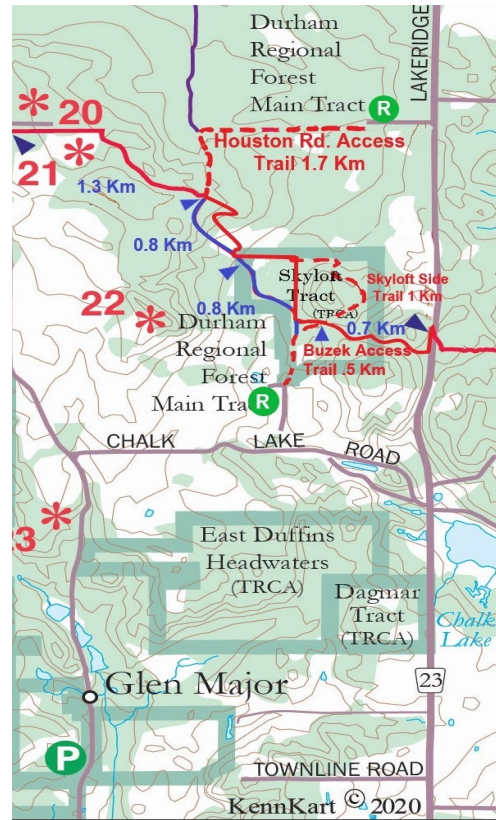 Durham
Regional
Forest
Main Tract
R
LAKERIDGE
20
21
Houston Rd. Access
Trail 1.7 Km
1.3 Km
0.8 Km
0.8 Km
Skyloft
Tract
(TRCA)
Skyloft Side
Trail 1 Km
22
0.7 Km
Durham
Regional
Forest
Main Tra
R
Buzek Access
Trail .5 Km
CHALK LAKE ROAD
3
East Duffins
Headwaters
(TRCA)
Dagmar
Tract
(TRCA)
Chalk
Lake
Glen Major
23
P
TOWNLINE ROAD
KennKart © 2020